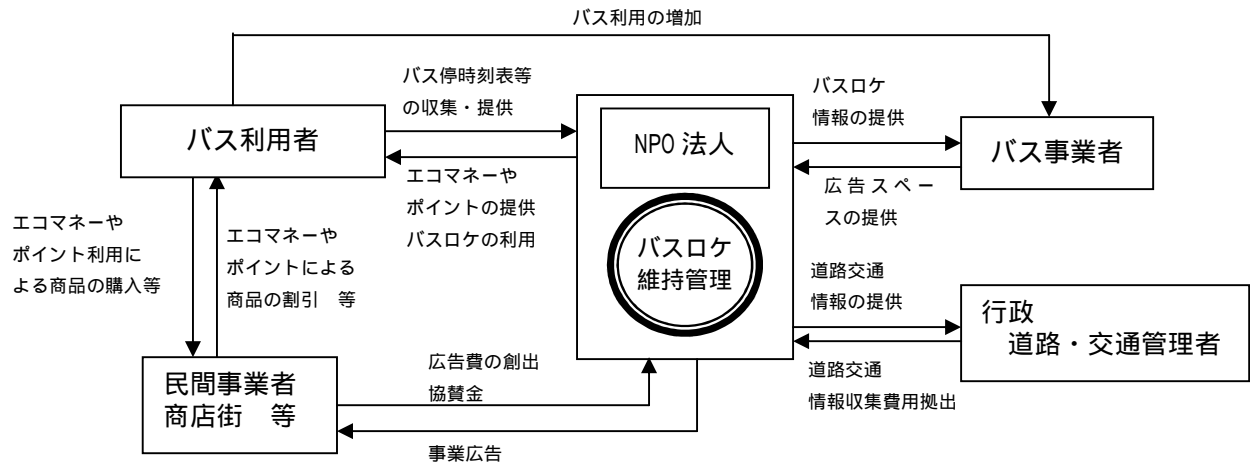 バス利用の増加
バス停時刻表等
の収集・提供
バス利用者
エコマネーや
ポイントの提供
バスロケの利用
NPO 法人
バスロケ
維持管理
バスロケ
情報の提供
バス事業者
広告スペー
スの提供
エコマネーや
ポイント利用に
よる商品の購入等
エコマネーや
ポイントによる
商品の割引　等
道路交通
情報の提供
行政
道路・交通管理者
道路交通
情報収集費用拠出
民間事業者
商店街　等
広告費の創出
協賛金
事業広告